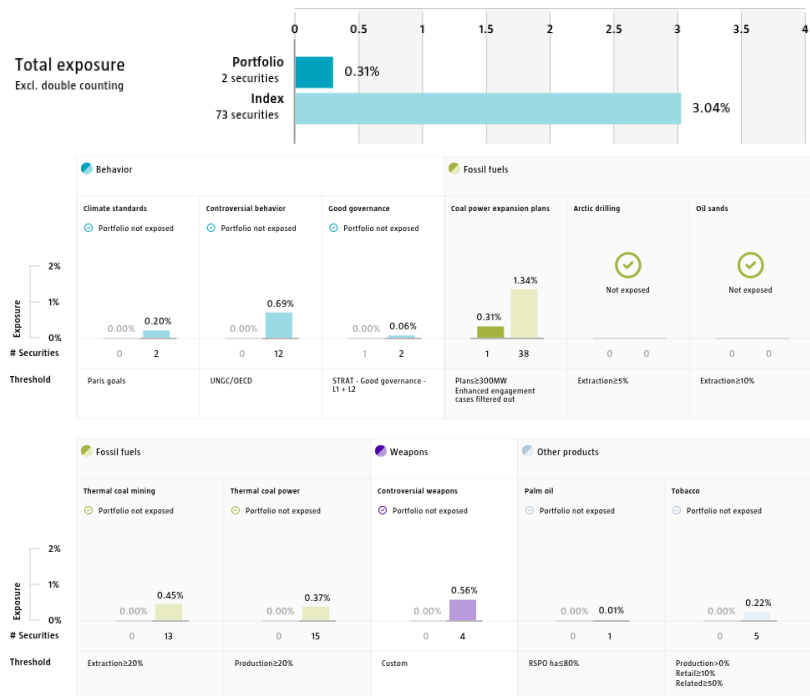 0 0.5 1 1.5 2 2.5 3 3.5 4
Total exposure
Excl. double counting
Portfolio
2 securities
0.31%
Index
73 securities
3.04%
Behavior
Fossil fuels
Climate standards
Controversial behavior
Good governance
Coal power expansion plans
Arctic drilling
Oil sands
Portfolio not exposed
Portfolio not exposed
Portfolio not exposed
Not exposed
Not exposed
Exposure
2%
1%
0%
0.00% 0.20%
0.00% 0.69%
0.00% 0.06%
0.31% 1.34%
# Securities
0 2
0 12
1 2
1 38
0 0
0 0
Threshold
Paris goals
UNGC/OECD
STRAT - Good governance -
L1 + L2
Plans≥300MW
Enhanced engagement
cases filtered out
Extraction≥5%
Extraction≥10%
Fossil fuels
Weapons
Other products
Thermal coal mining
Thermal coal power
Controversial weapons
Palm oil
Tobacco
Portfolio not exposed
Portfolio not exposed
Portfolio not exposed
Portfolio not exposed
Portfolio not exposed
Exposure
2%
1%
0%
0.00% 0.45%
0.00% 0.37%
0.00% 0.56%
0.00% 0.01%
0.00% 0.22%
# Securities
0 13
0 15
0 4
0 1
0 5
Threshold
Extraction≥20%
Production≥20%
Custom
RSPO ha≤80%
Production>0%
Retail≥10%
Related≥50%